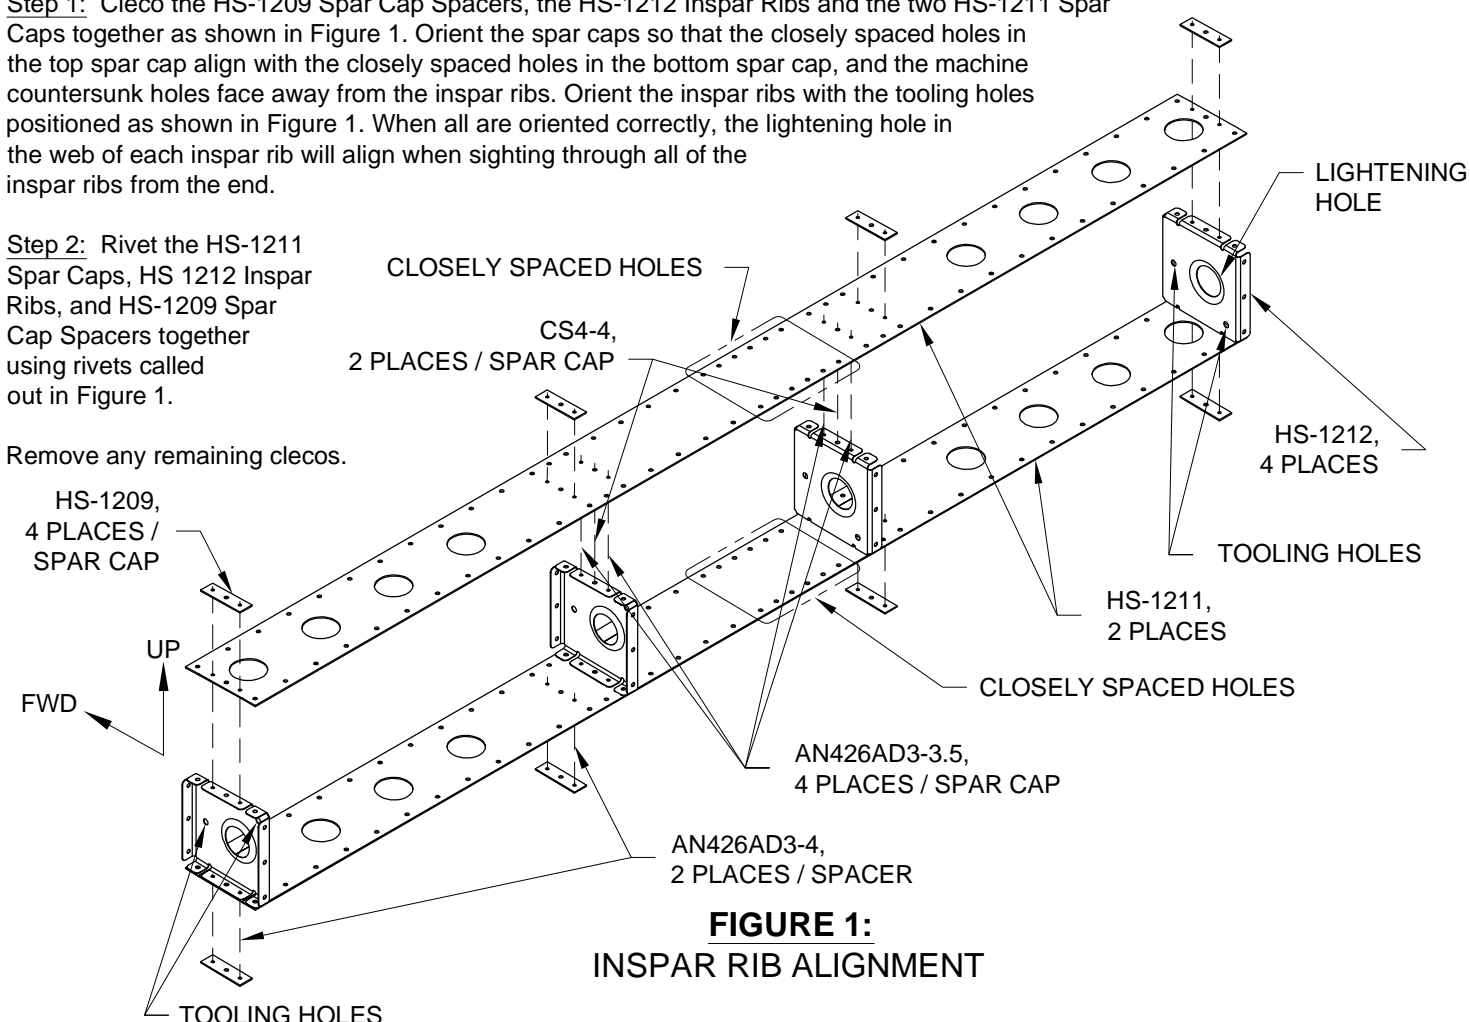 Step 1: Cleco the HS-1209 Spar Cap Spacers, the HS-1212 Inspar Ribs and the two HS-1211 Spar
Caps together as shown in Figure 1. Orient the spar caps so that the closely spaced holes in
the top spar cap align with the closely spaced holes in the bottom spar cap, and the machine
countersunk holes face away from the inspar ribs. Orient the inspar ribs with the tooling holes
positioned as shown in Figure 1. When all are oriented correctly, the lightening hole in
the web of each inspar rib will align when sighting through all of the
inspar ribs from the end.
Step 2: Rivet the HS-1211
Spar Caps, HS 1212 Inspar
Ribs, and HS-1209 Spar
Cap Spacers together
using rivets called
out in Figure 1.
Remove any remaining clecos.
LIGHTENING
HOLE
CLOSELY SPACED HOLES
CS4-4,
2 PLACES / SPAR CAP
HS-1212,
4 PLACES
HS-1209,
4 PLACES /
SPAR CAP
TOOLING HOLES
HS-1211,
2 PLACES
UP
FWD
CLOSELY SPACED HOLES
AN426AD3-3.5,
4 PLACES / SPAR CAP
AN426AD3-4,
2 PLACES / SPACER
FIGURE 1:
INSPAR RIB ALIGNMENT
TOOLING HOLES